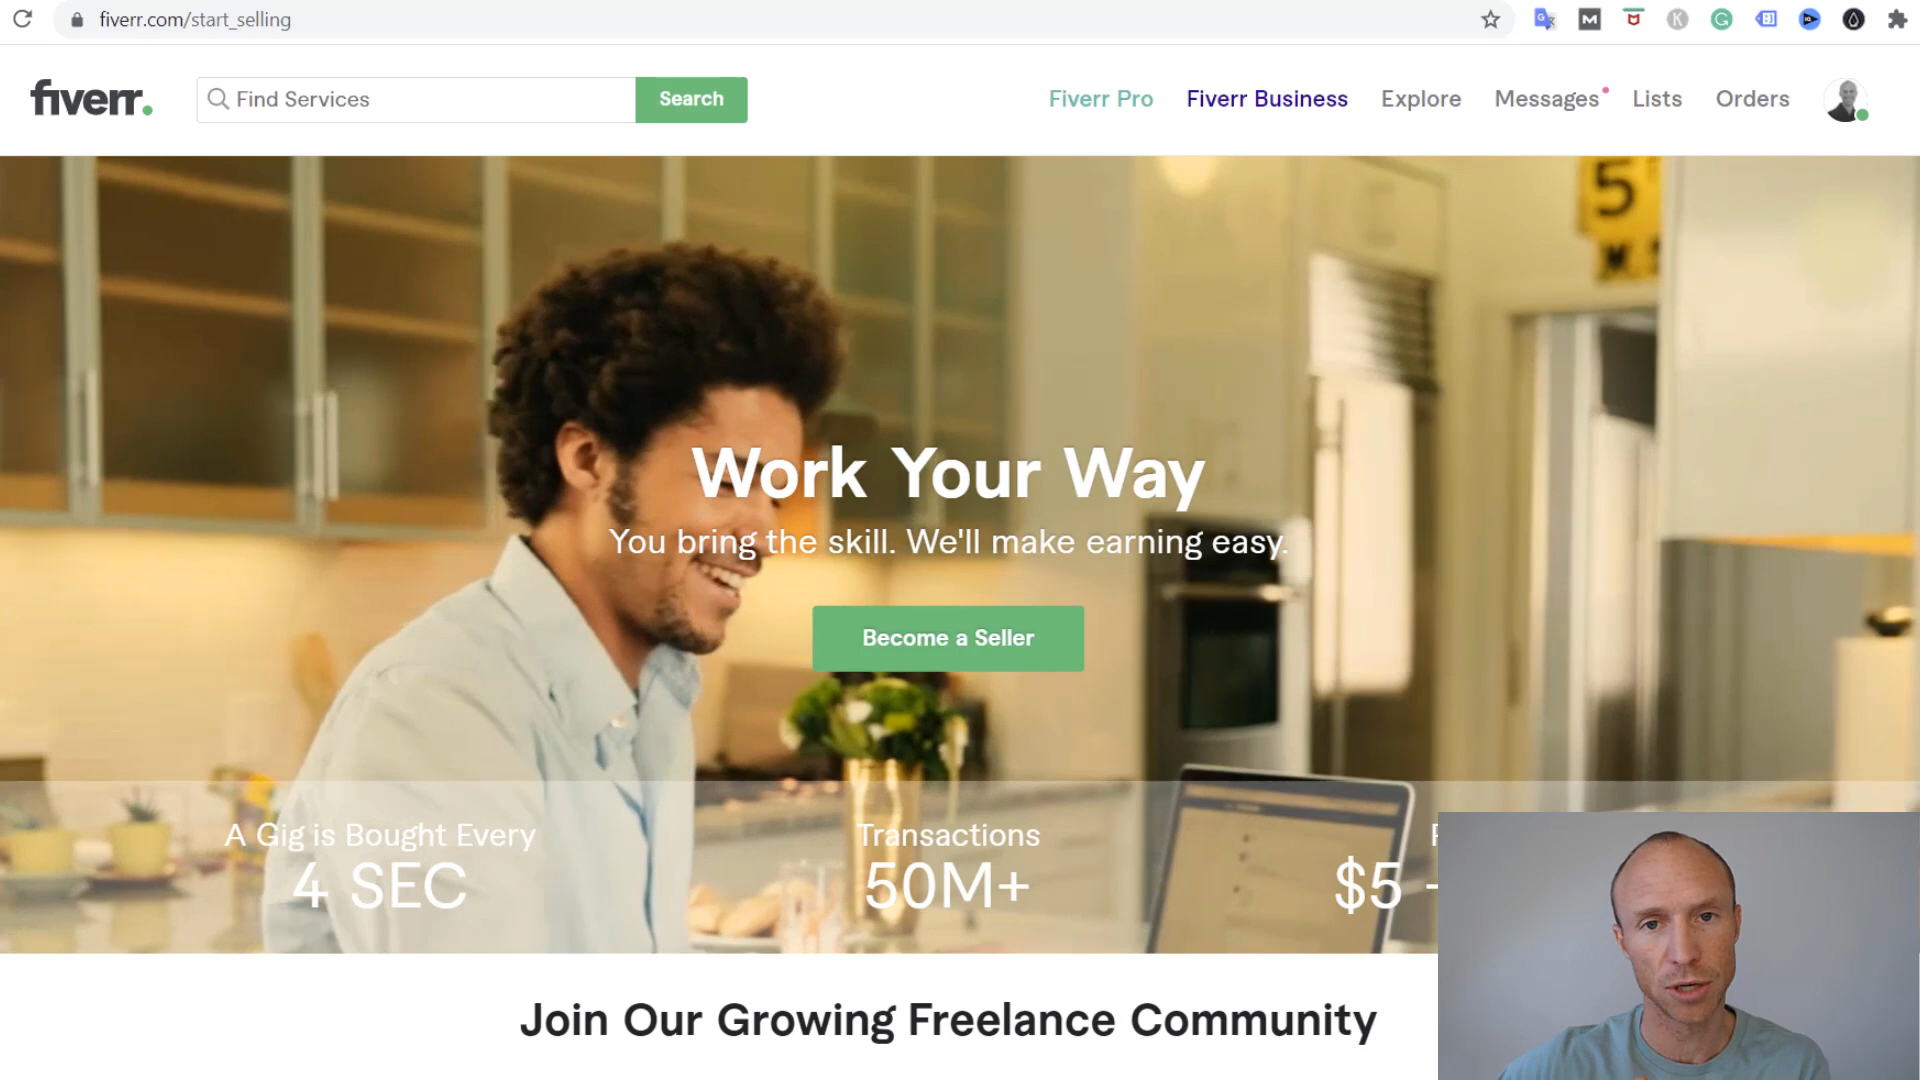 fiverr.com/start_selling
fiverr.
Find Services
Search
Fiverr Pro
Fiverr Business
Explore
Messages
Lists
Orders
5
Work Your Way
You bring the skill. We'll make earning easy.
Become a Seller
A Gig is Bought Every
4 SEC
Transactions
50M+
$5 -
Join Our Growing Freelance Community